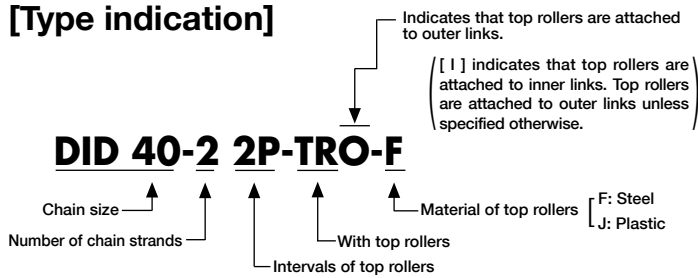 [Type indication]
Indicates that top rollers are attached
to outer links.
[ I ] indicates that top rollers are
attached to inner links. Top rollers
are attached to outer links unless
specified otherwise.
DID 40-2 2P-TRO-F
Chain size
Number of chain strands
Intervals of top rollers
With top rollers
Material of top rollers
F: Steel
J: Plastic